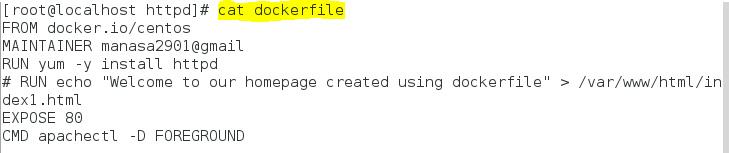 [root@localhost httpd]# cat dockerfile
FROM docker.io/centos
MAINTAINER manasa2901@gmail
RUN yum -y install httpd
# RUN echo "Welcome to our homepage created using dockerfile" > /var/www/html/in
dex1.html
EXPOSE 80
CMD apachectl -D FOREGROUND